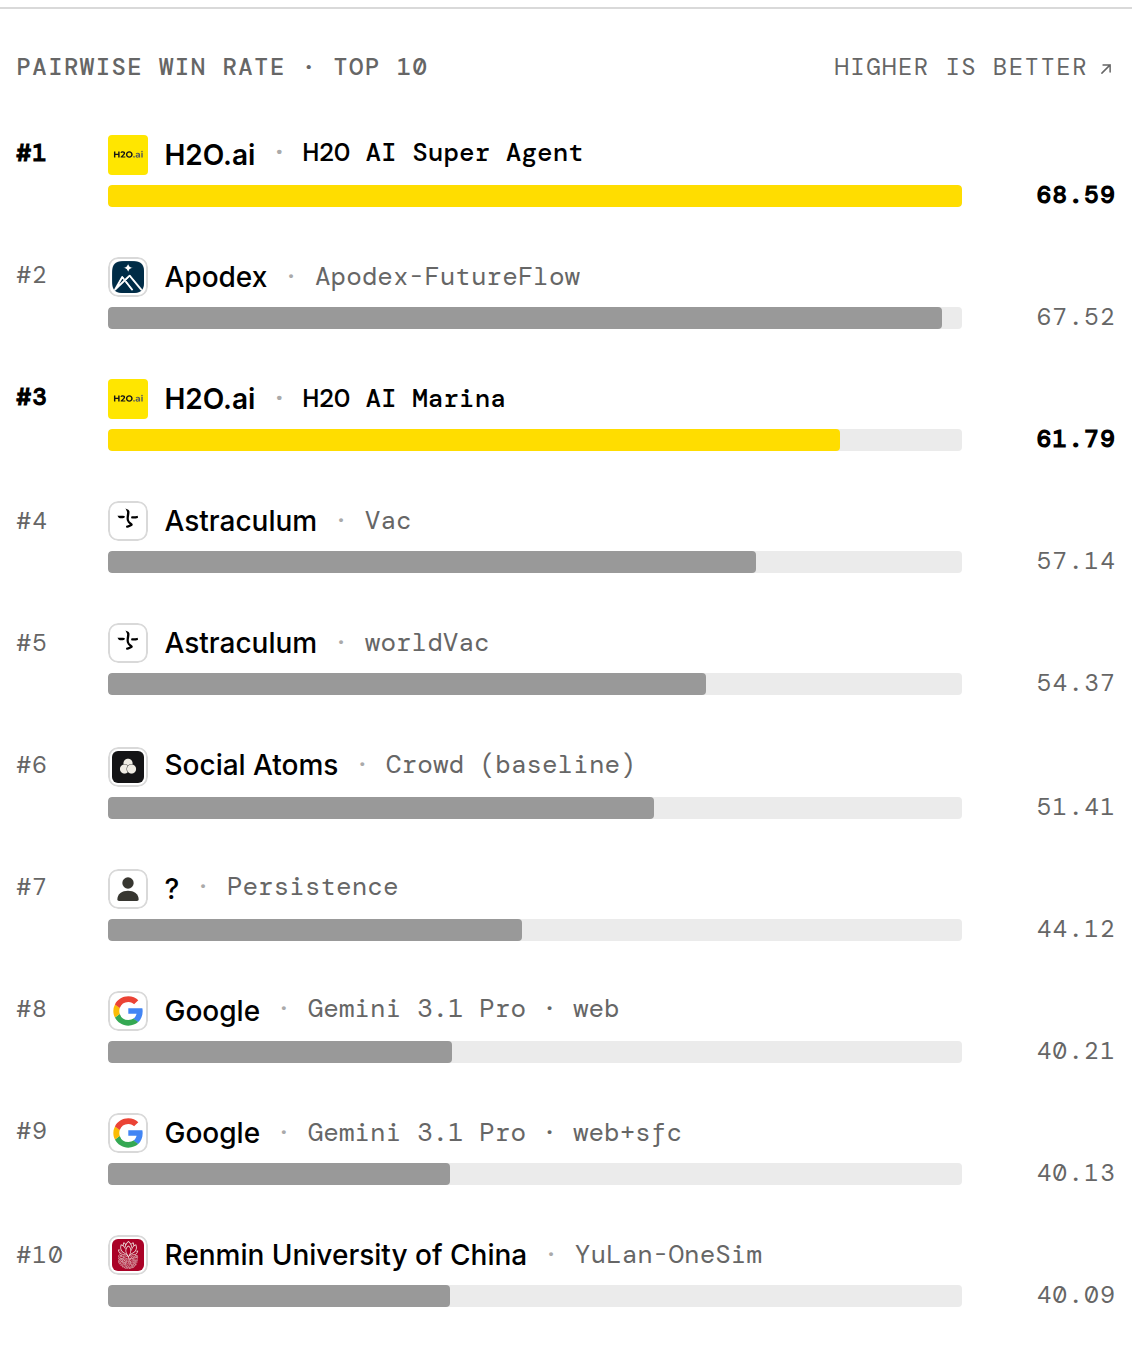 PAIRWISE WIN RATE · TOP 10
HIGHER IS BETTER ↗
#1 H2O.ai H2O.ai · H2O AI Super Agent
68.59
#2 Apodex · Apodex-FutureFlow
67.52
#3 H2O.ai H2O.ai · H2O AI Marina
61.79
#4 Astraculum · Vac
57.14
#5 Astraculum · worldVac
54.37
#6 Social Atoms · Crowd (baseline)
51.41
#7 ? · Persistence
44.12
#8 Google · Gemini 3.1 Pro · web
40.21
#9 Google · Gemini 3.1 Pro · web+sfc
40.13
#10 Renmin University of China · YuLan-OneSim
40.09